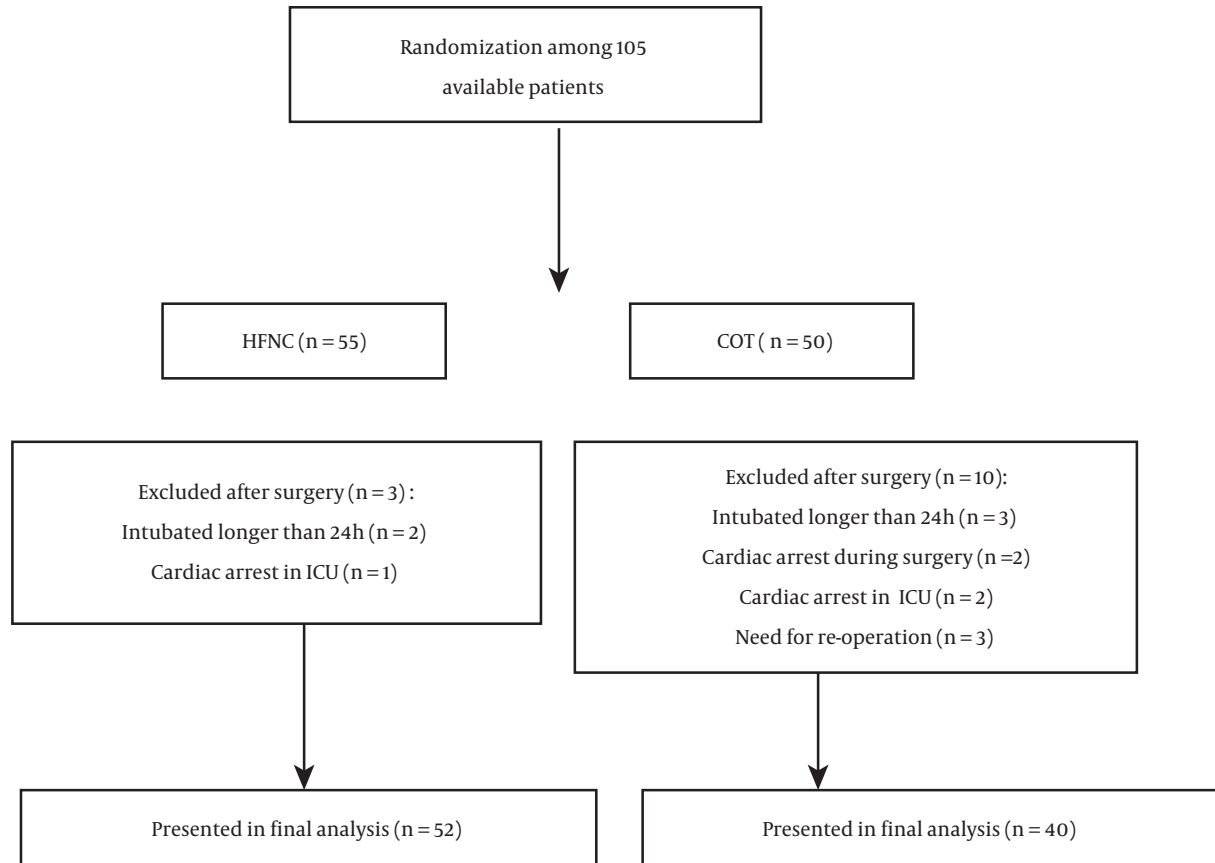 Randomization among 105
available patients
HFNC (n = 55)
COT ( n = 50)
Excluded after surgery (n = 3) :
Intubated longer than 24h (n = 2)
Cardiac arrest in ICU (n = 1)
Excluded after surgery (n = 10):
Intubated longer than 24h (n = 3)
Cardiac arrest during surgery (n =2)
Cardiac arrest in ICU (n = 2)
Need for re-operation (n = 3)
Presented in final analysis (n = 52)
Presented in final analysis (n = 40)